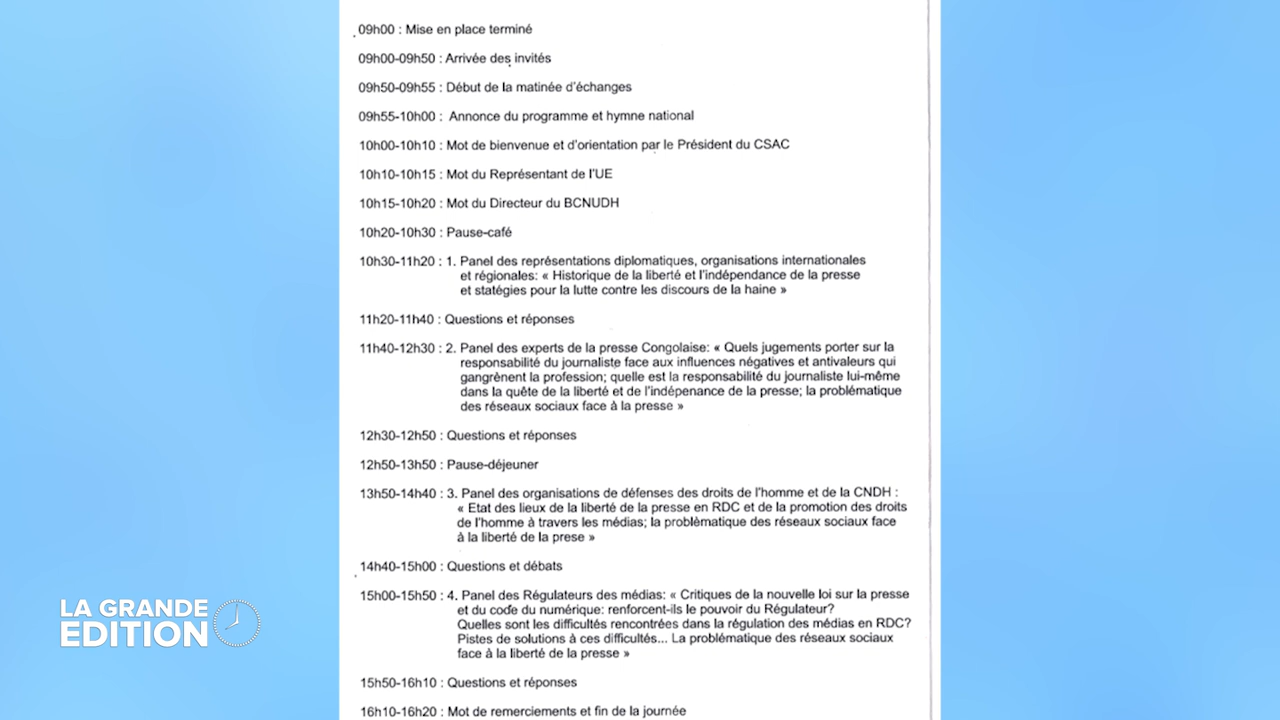 09h00 : Mise en place terminé
09h00-09h50 : Arrivée des invités
09h50-09h55 : Début de la matinée d'échanges
09h55-10h00 : Annonce du programme et hymne national
10h00-10h10 : Mot de bienvenue et d'orientation par le Président du CSAC
10h10-10h15 : Mot du Représentant de l'UE
10h15-10h20 : Mot du Directeur du BCNUDH
10h20-10h30 : Pause-café
10h30-11h20 : 1. Panel des représentations diplomatiques, organisations internationales
et régionales: « Historique de la liberté et l'indépendance de la presse
et statégies pour la lutte contre les discours de la haine »
11h20-11h40 : Questions et réponses
11h40-12h30 : 2. Panel des experts de la presse Congolaise: « Quels jugements porter sur la
responsabilité du journaliste face aux influences négatives et antivaleurs qui
gangrènent la profession; quelle est la responsabilité du journaliste lui-même
dans la quête de la liberté et de l'indépenance de la presse; la problématique
des réseaux sociaux face à la presse »
12h30-12h50 : Questions et réponses
12h50-13h50 : Pause-déjeuner
13h50-14h40 : 3. Panel des organisations de défenses des droits de l'homme et de la CNDH :
« Etat des lieux de la liberté de la presse en RDC et de la promotion des droits
de l'homme à travers les médias; la problèmatique des réseaux sociaux face
à la liberté de la prese »
14h40-15h00 : Questions et débats
15h00-15h50 : 4. Panel des Régulateurs des médias: « Critiques de la nouvelle loi sur la presse
et du code du numérique: renforcent-ils le pouvoir du Régulateur?
Quelles sont les difficultés rencontrées dans la régulation des médias en RDC?
Pistes de solutions à ces difficultés... La problématique des réseaux sociaux
face à la liberté de la presse »
15h50-16h10 : Questions et réponses
16h10-16h20 : Mot de remerciements et fin de la journée
LA GRANDE
EDITION